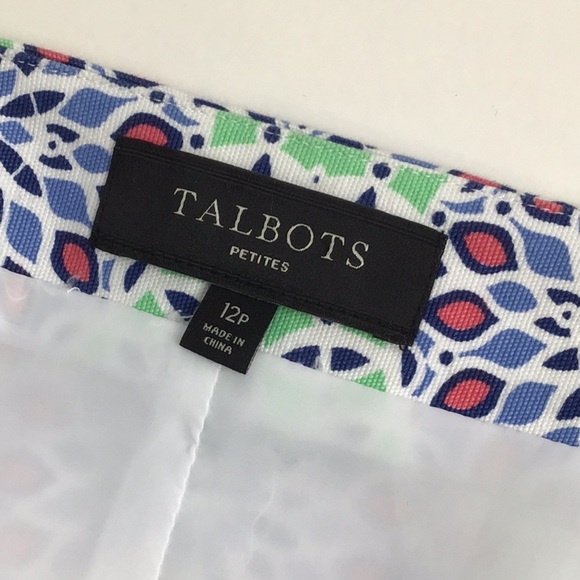 TALBOTS
PETITES
12P
MADE IN
CHINA